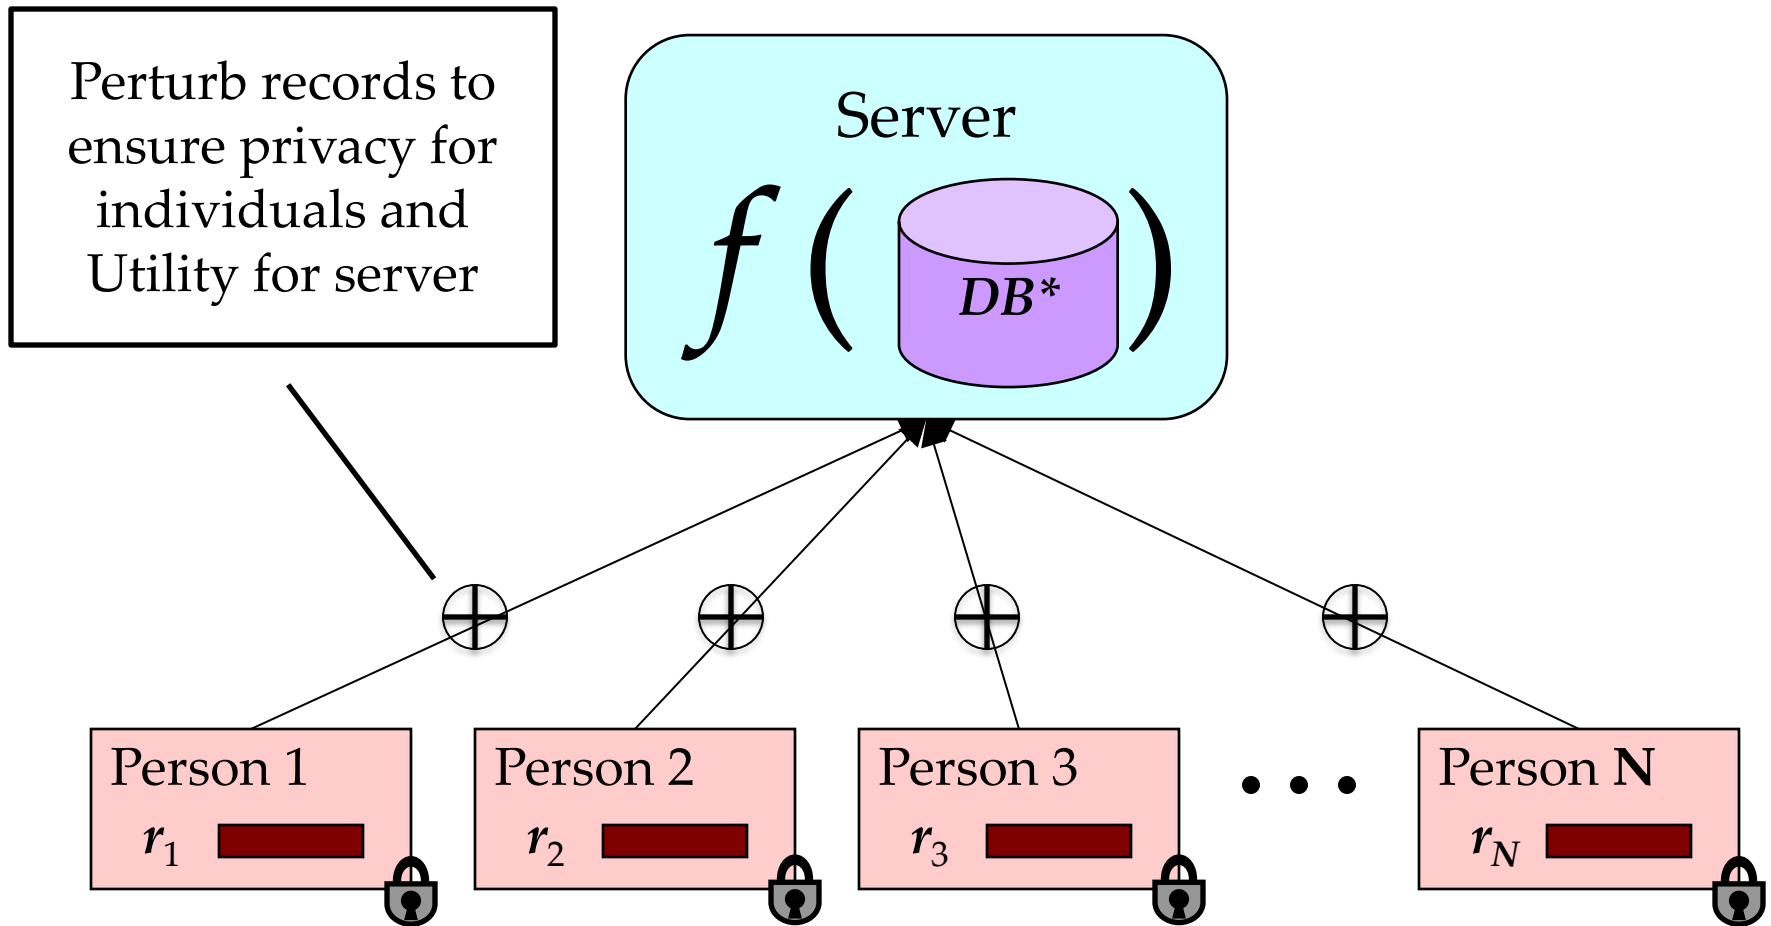 Perturb records to
ensure privacy for
individuals and
Utility for server
Server
f ( DB* )
Person 1
r1
Person 2
r2
Person 3
r3
• • •
Person N
rN